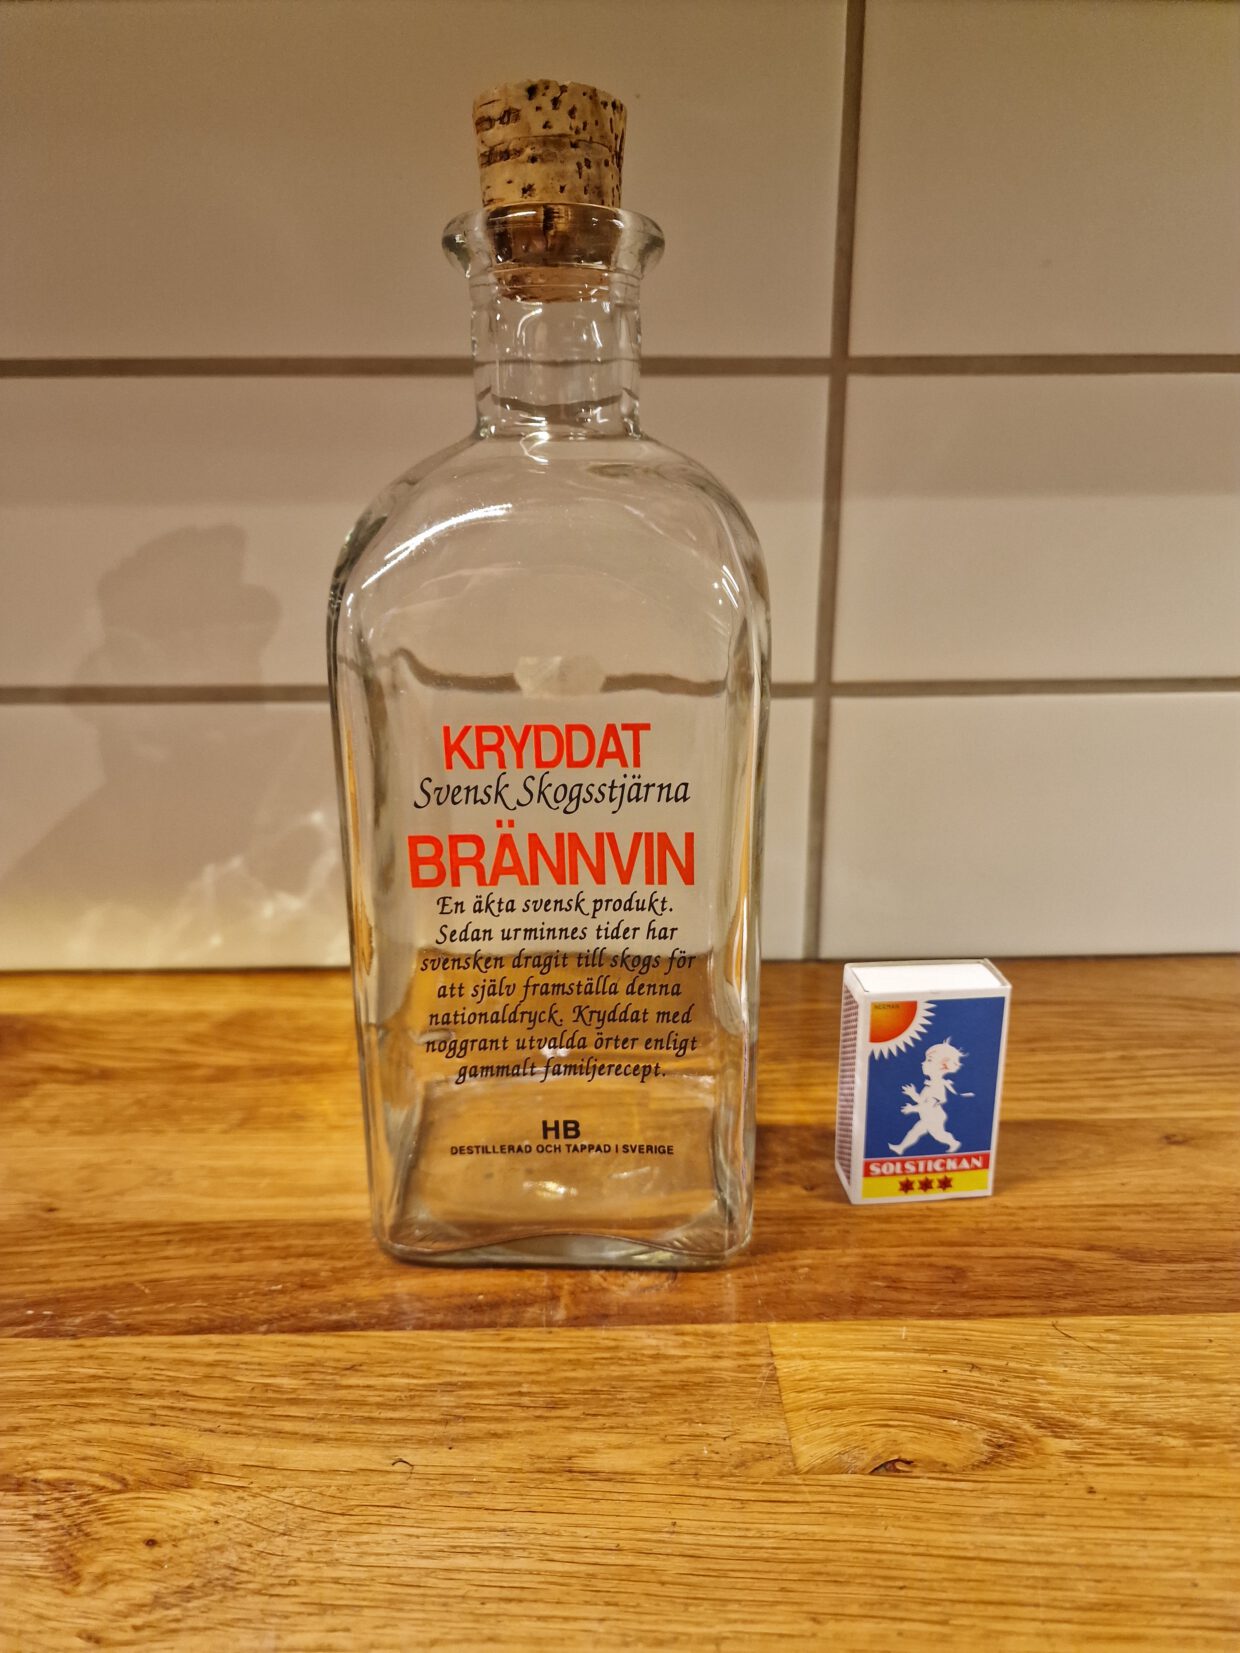 KRYDDAT
Svensk Skogsstjärna
BRÄNNVIN
En äkta svensk produkt.
Sedan urminnes tider har
svensken dragit till skogs för
att själv framställa denna
nationaldryck. Kryddat med
noggrant utvalda örter enligt
gammalt familjerecept.
HB
DESTILLERAD OCH TAPPAD I SVERIGE
NERMAN
SOLSTICKAN